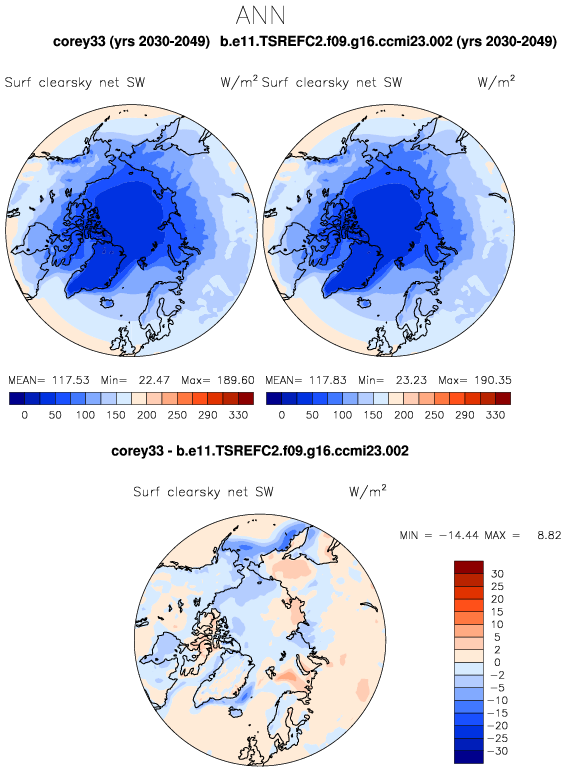 ANN
corey33 (yrs 2030-2049) b.e11.TSREFC2.f09.g16.ccmi23.002 (yrs 2030-2049)
Surf clearsky net SW W/m² Surf clearsky net SW W/m²
MEAN= 117.53 Min= 22.47 Max= 189.60 MEAN= 117.83 Min= 23.23 Max= 190.35
0 50 100 150 200 250 290 330 0 50 100 150 200 250 290 330
corey33 - b.e11.TSREFC2.f09.g16.ccmi23.002
Surf clearsky net SW W/m²
MIN = −14.44 MAX = 8.82
30
25
20
15
10
5
2
0
−2
−5
−10
−15
−20
−25
−30